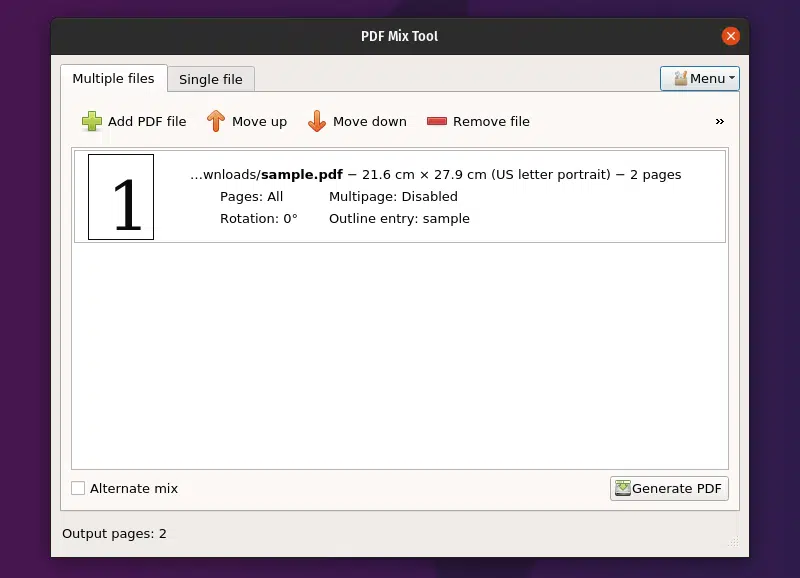 PDF Mix Tool
Multiple files Single file Menu
Add PDF file Move up Move down Remove file »
1
...wnloads/sample.pdf − 21.6 cm × 27.9 cm (US letter portrait) − 2 pages
Pages: All Multipage: Disabled
Rotation: 0° Outline entry: sample
Alternate mix Generate PDF
Output pages: 2